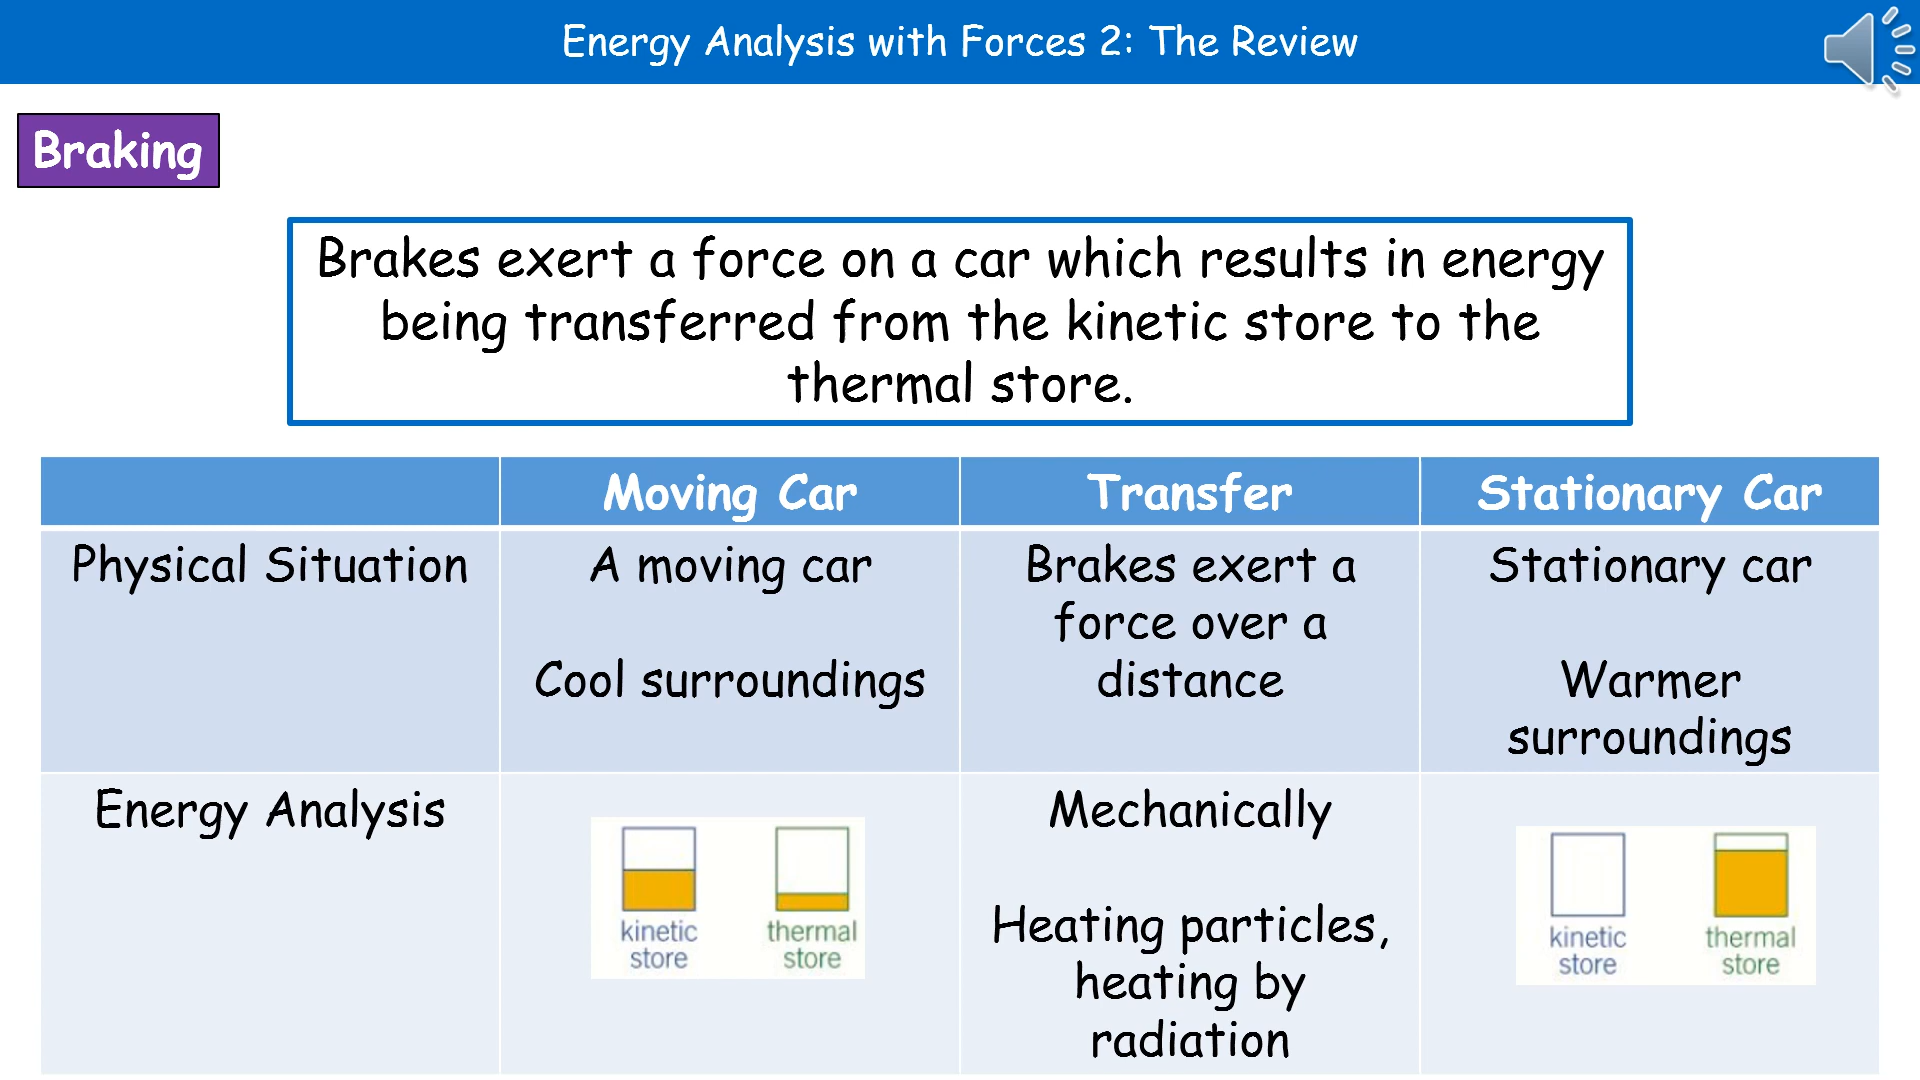 Energy Analysis with Forces 2: The Review
Braking
Brakes exert a force on a car which results in energy
being transferred from the kinetic store to the
thermal store.
Moving Car
Transfer
Stationary Car
Physical Situation
A moving car
Cool surroundings
Brakes exert a
force over a
distance
Stationary car
Warmer
surroundings
Energy Analysis
kinetic
store
thermal
store
Mechanically
Heating particles,
heating by
radiation
kinetic
store
thermal
store